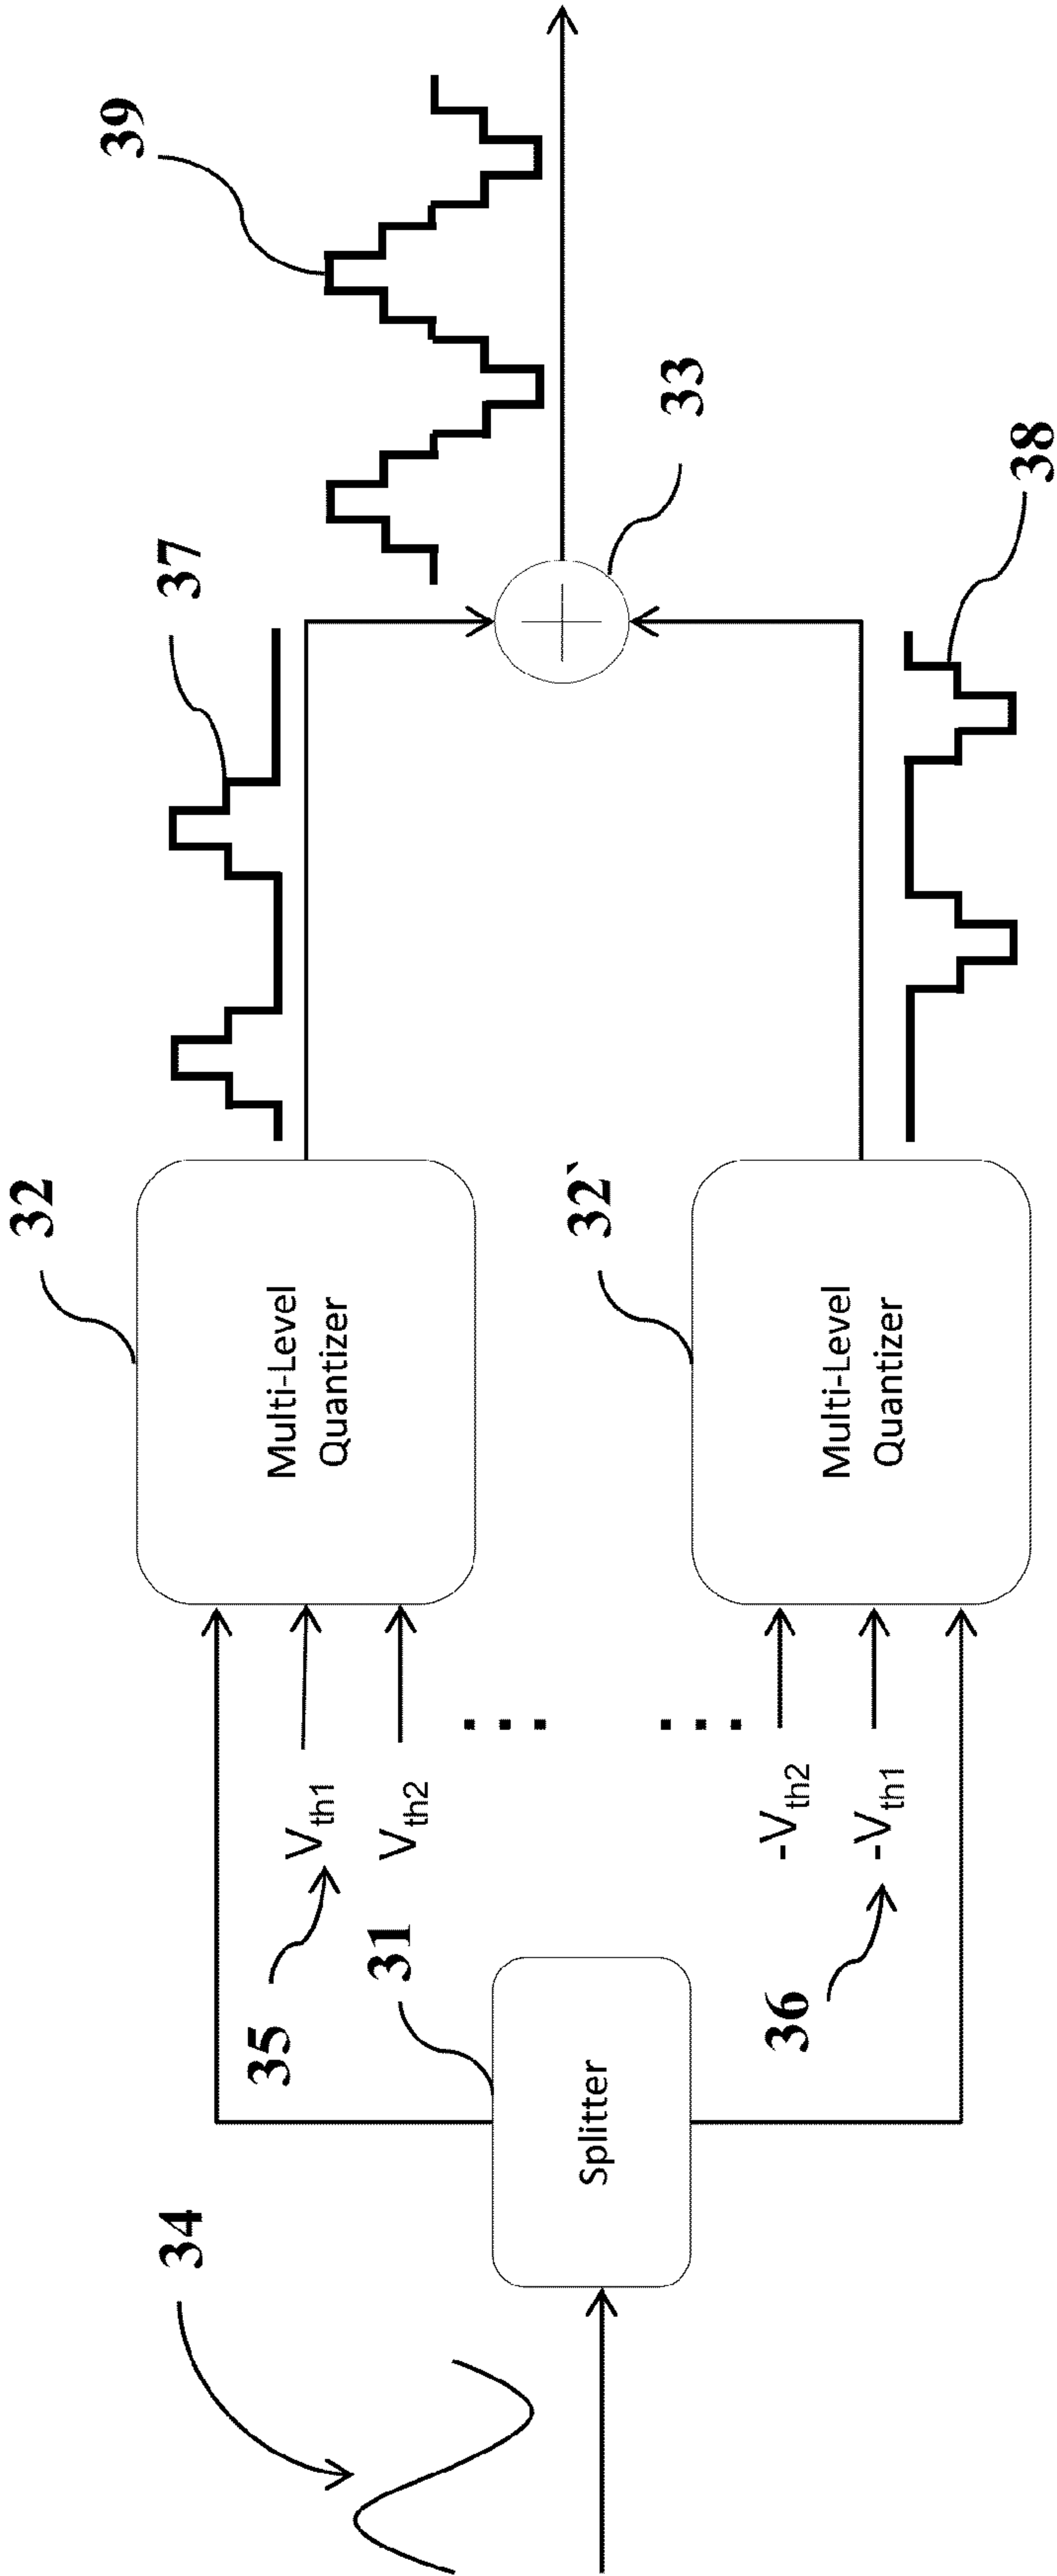 34
31
Splitter
35
V_th1
V_th2
...
...
-V_th2
-V_th1
36
32
Multi-Level
Quantizer
32`
Multi-Level
Quantizer
37
38
33
39